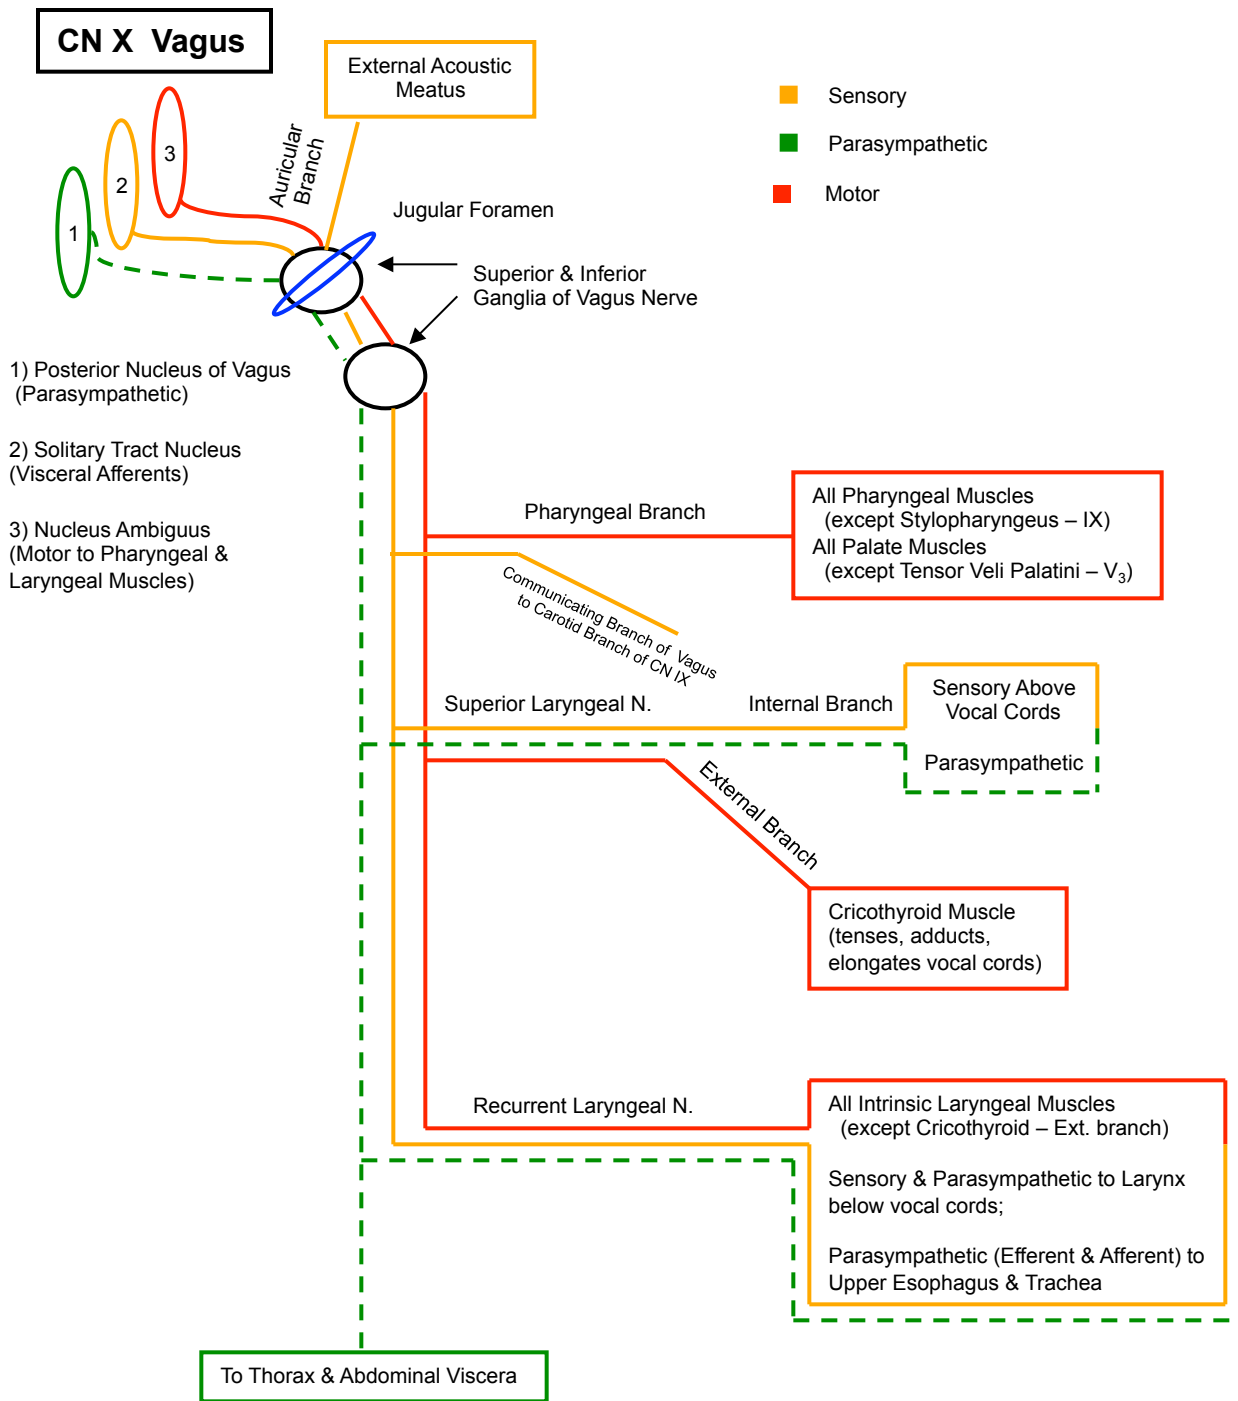 CN X  Vagus
External Acoustic
Meatus
Sensory
Parasympathetic
Motor
3
2
1
Auricular
Branch
Jugular Foramen
Superior & Inferior
Ganglia of Vagus Nerve
1) Posterior Nucleus of Vagus
(Parasympathetic)
2) Solitary Tract Nucleus
(Visceral Afferents)
3) Nucleus Ambiguus
(Motor to Pharyngeal &
Laryngeal Muscles)
Pharyngeal Branch
All Pharyngeal Muscles
(except Stylopharyngeus – IX)
All Palate Muscles
(except Tensor Veli Palatini – V₃)
Communicating Branch of Vagus
to Carotid Branch of CN IX
Superior Laryngeal N.
Internal Branch
Sensory Above
Vocal Cords
Parasympathetic
External Branch
Cricothyroid Muscle
(tenses, adducts,
elongates vocal cords)
Recurrent Laryngeal N.
All Intrinsic Laryngeal Muscles
(except Cricothyroid – Ext. branch)
Sensory & Parasympathetic to Larynx
below vocal cords;
Parasympathetic (Efferent & Afferent) to
Upper Esophagus & Trachea
To Thorax & Abdominal Viscera